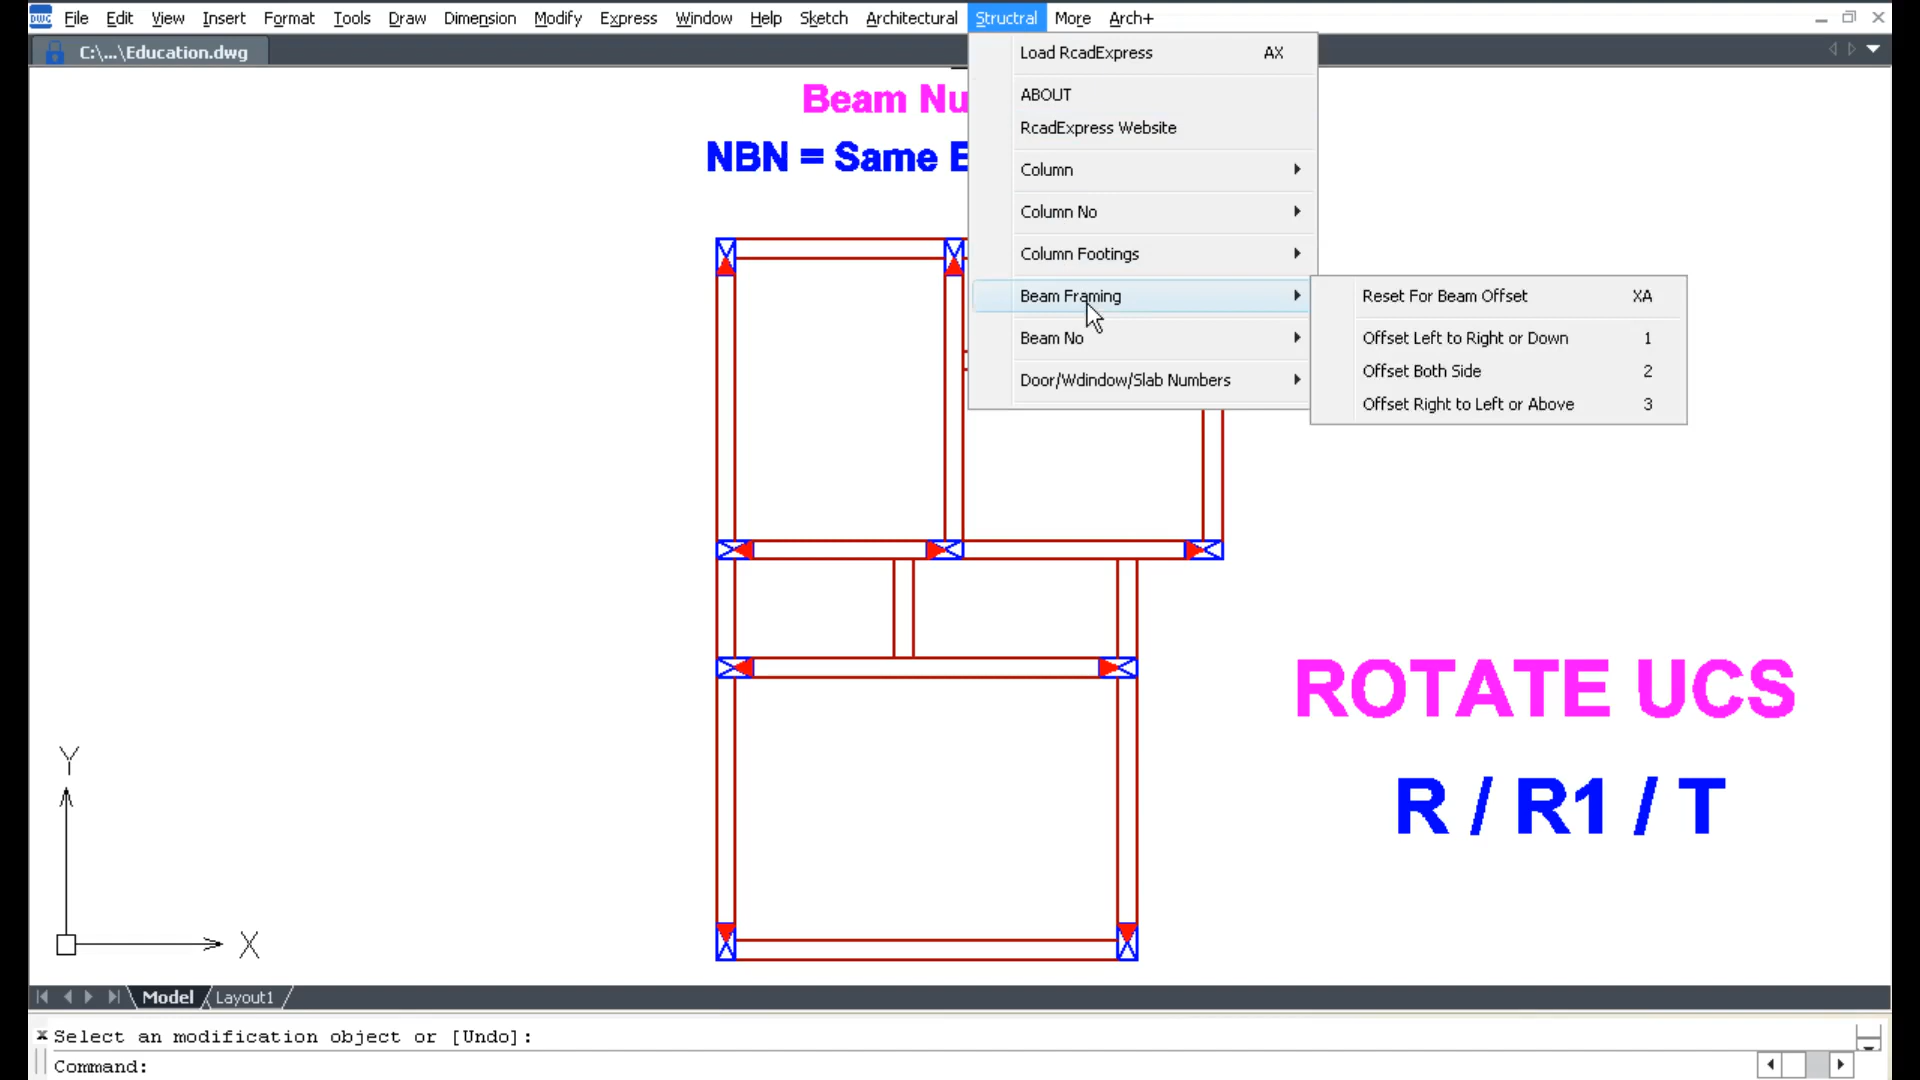 DWG File Edit View Insert Format Tools Draw Dimension Modify Express Window Help Sketch Architectural Structral More Arch+
C:\...\Education.dwg
Load RcadExpress AX
ABOUT
RcadExpress Website
Column
Column No
Column Footings
Beam Framing
Beam No
Door/Wdindow/Slab Numbers
Reset For Beam Offset XA
Offset Left to Right or Down 1
Offset Both Side 2
Offset Right to Left or Above 3
Beam Nu
NBN = Same
ROTATE UCS
R / R1 / T
Y
X
Model Layout1
Select an modification object or [Undo]:
Command: